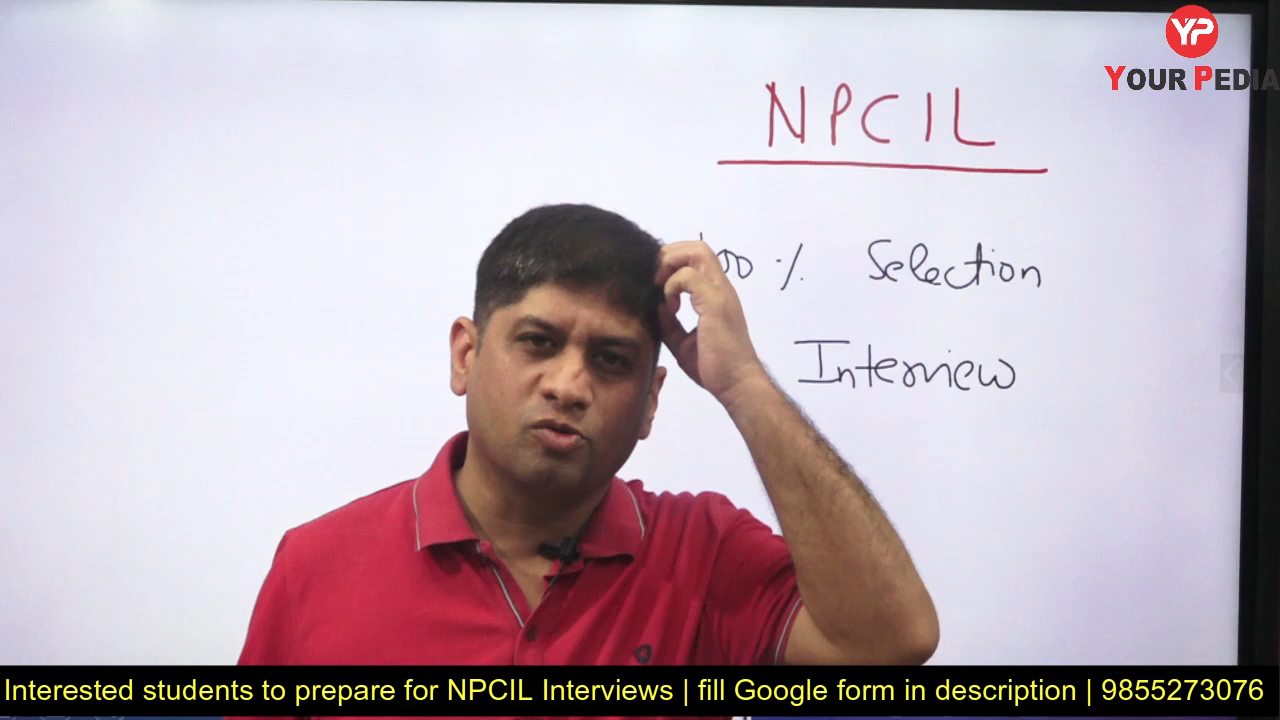 YP
YOUR PEDIA
NPCIL
100 % Selection
Interview
Interested students to prepare for NPCIL Interviews | fill Google form in description | 9855273076